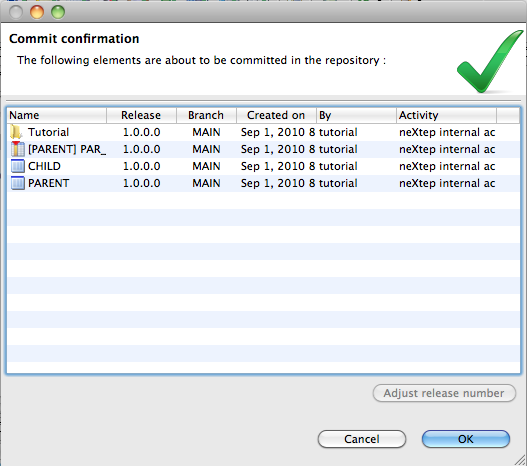 Commit confirmation
The following elements are about to be committed in the repository :
Name Release Branch Created on By Activity
Tutorial 1.0.0.0 MAIN Sep 1, 2010 8 tutorial neXtep internal ac
[PARENT] PAR_ 1.0.0.0 MAIN Sep 1, 2010 8 tutorial neXtep internal ac
CHILD 1.0.0.0 MAIN Sep 1, 2010 8 tutorial neXtep internal ac
PARENT 1.0.0.0 MAIN Sep 1, 2010 8 tutorial neXtep internal ac
Adjust release number
Cancel OK